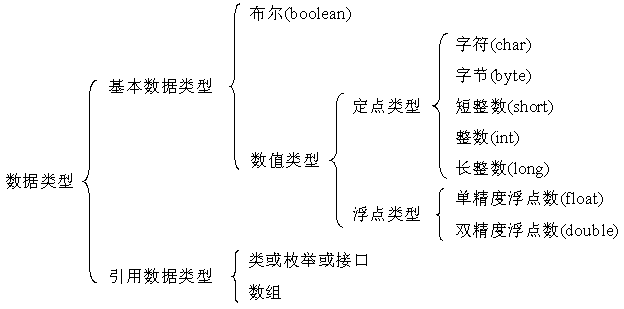 数据类型
基本数据类型
布尔(boolean)
数值类型
定点类型
字符(char)
字节(byte)
短整数(short)
整数(int)
长整数(long)
浮点类型
单精度浮点数(float)
双精度浮点数(double)
引用数据类型
类或枚举或接口
数组